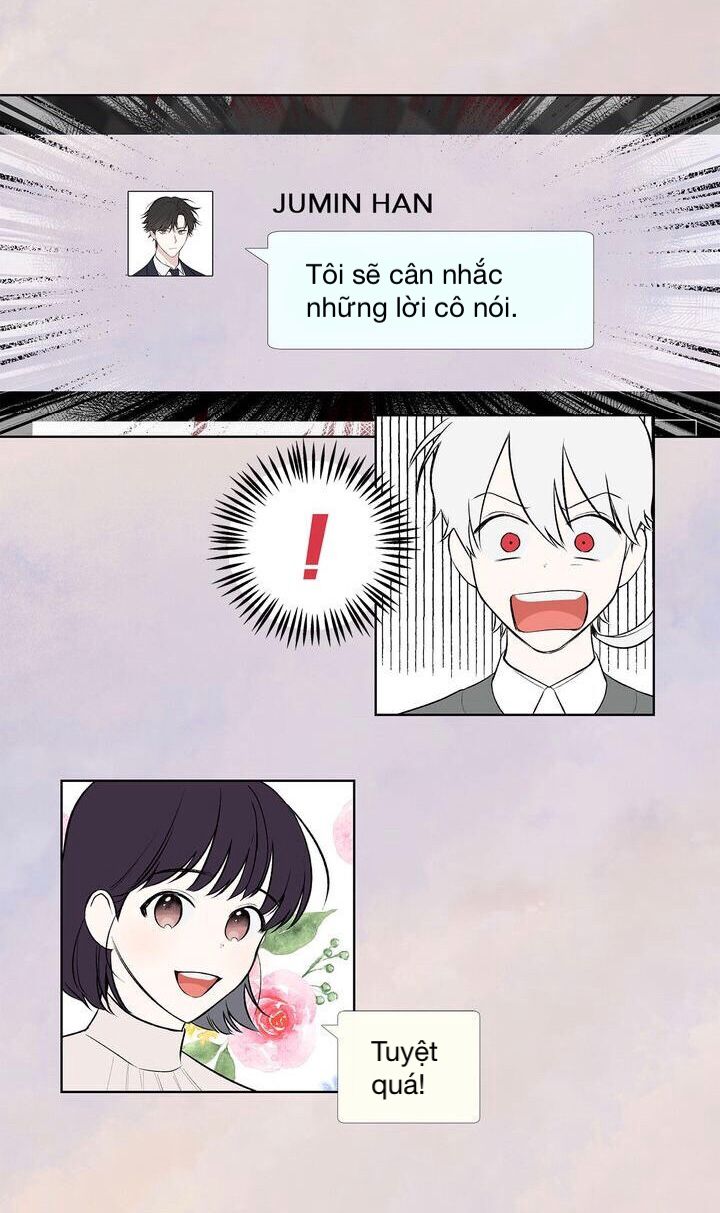 JUMIN HAN
Tôi sẽ cân nhắc
những lời cô nói.
!
Tuyệt
quá!